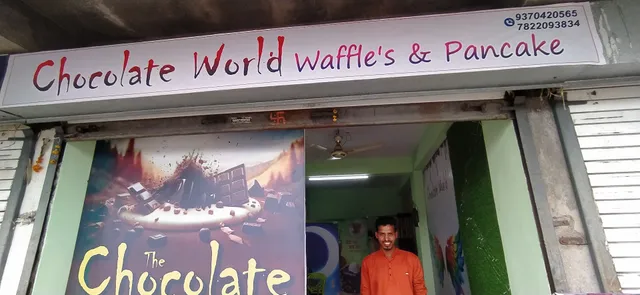 9370420565
7822093834
Chocolate World Waffle's & Pancake
The
Chocolate